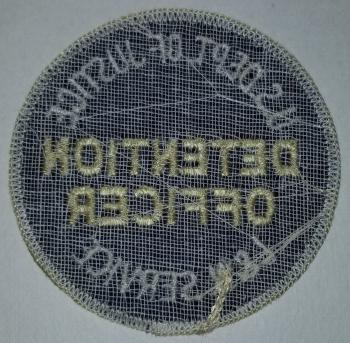 U.S. DEPT. OF JUSTICE
DETENTION
OFFICER
I & N SERVICE